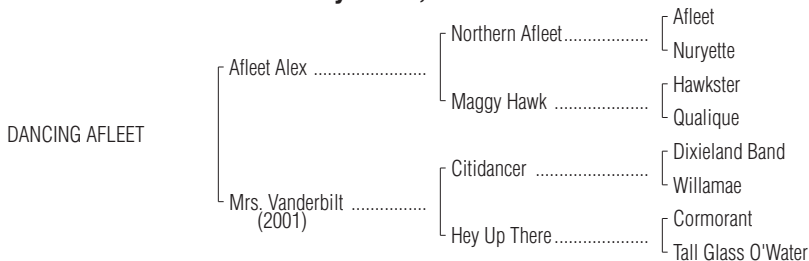 Afleet
Northern Afleet....................
Nuryette
Afleet Alex ........................
Hawkster
Maggy Hawk ....................
Qualique
DANCING AFLEET
Dixieland Band
Citidancer ........................
Willamae
Mrs. Vanderbilt ................
(2001)
Cormorant
Hey Up There......................
Tall Glass O'Water